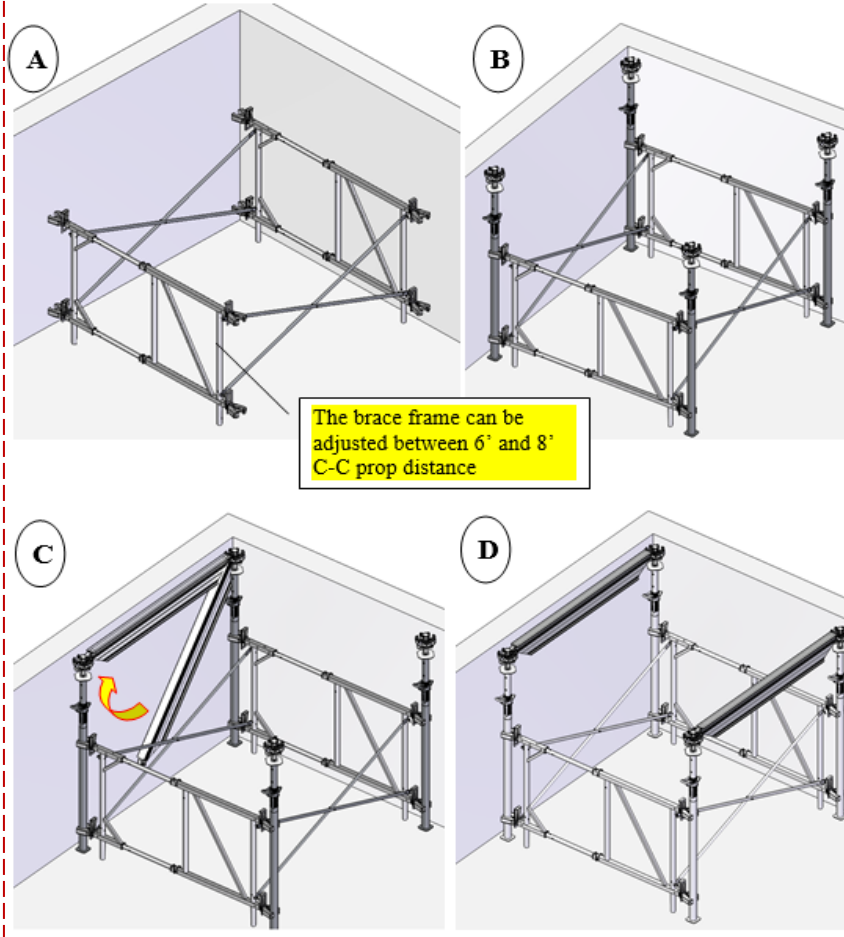 A
B
The brace frame can be
adjusted between 6’ and 8’
C-C prop distance
C
D